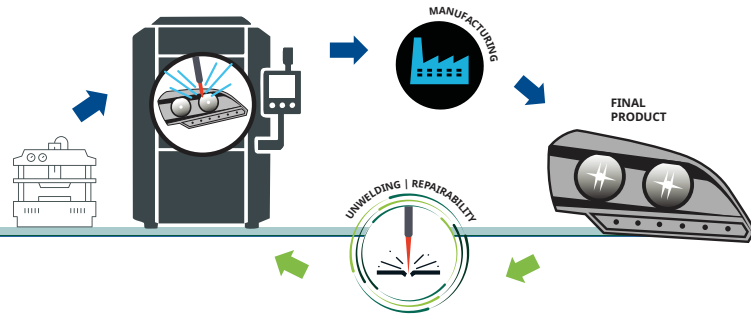 MANUFACTURING
FINAL
PRODUCT
UNWELDING | REPAIRABILITY